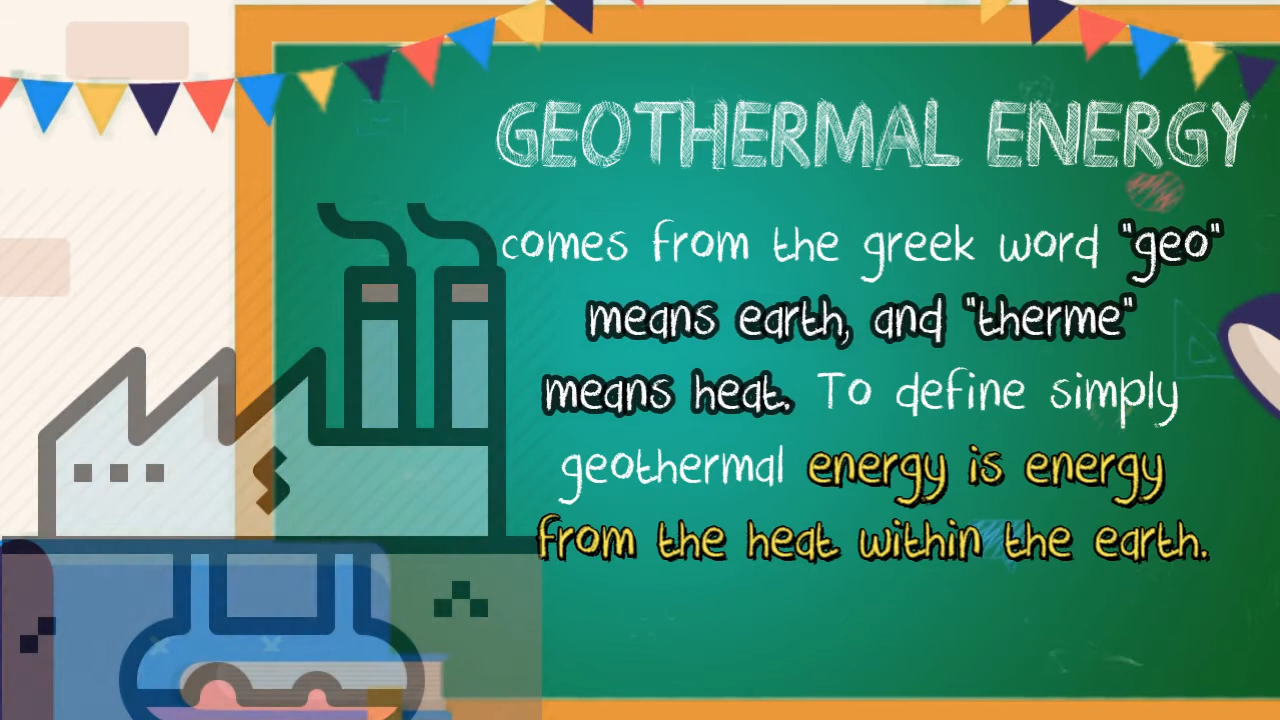 GEOTHERMAL ENERGY
comes from the greek word "geo"
means earth, and "therme"
means heat. To define simply
geothermal energy is energy
from the heat within the earth.